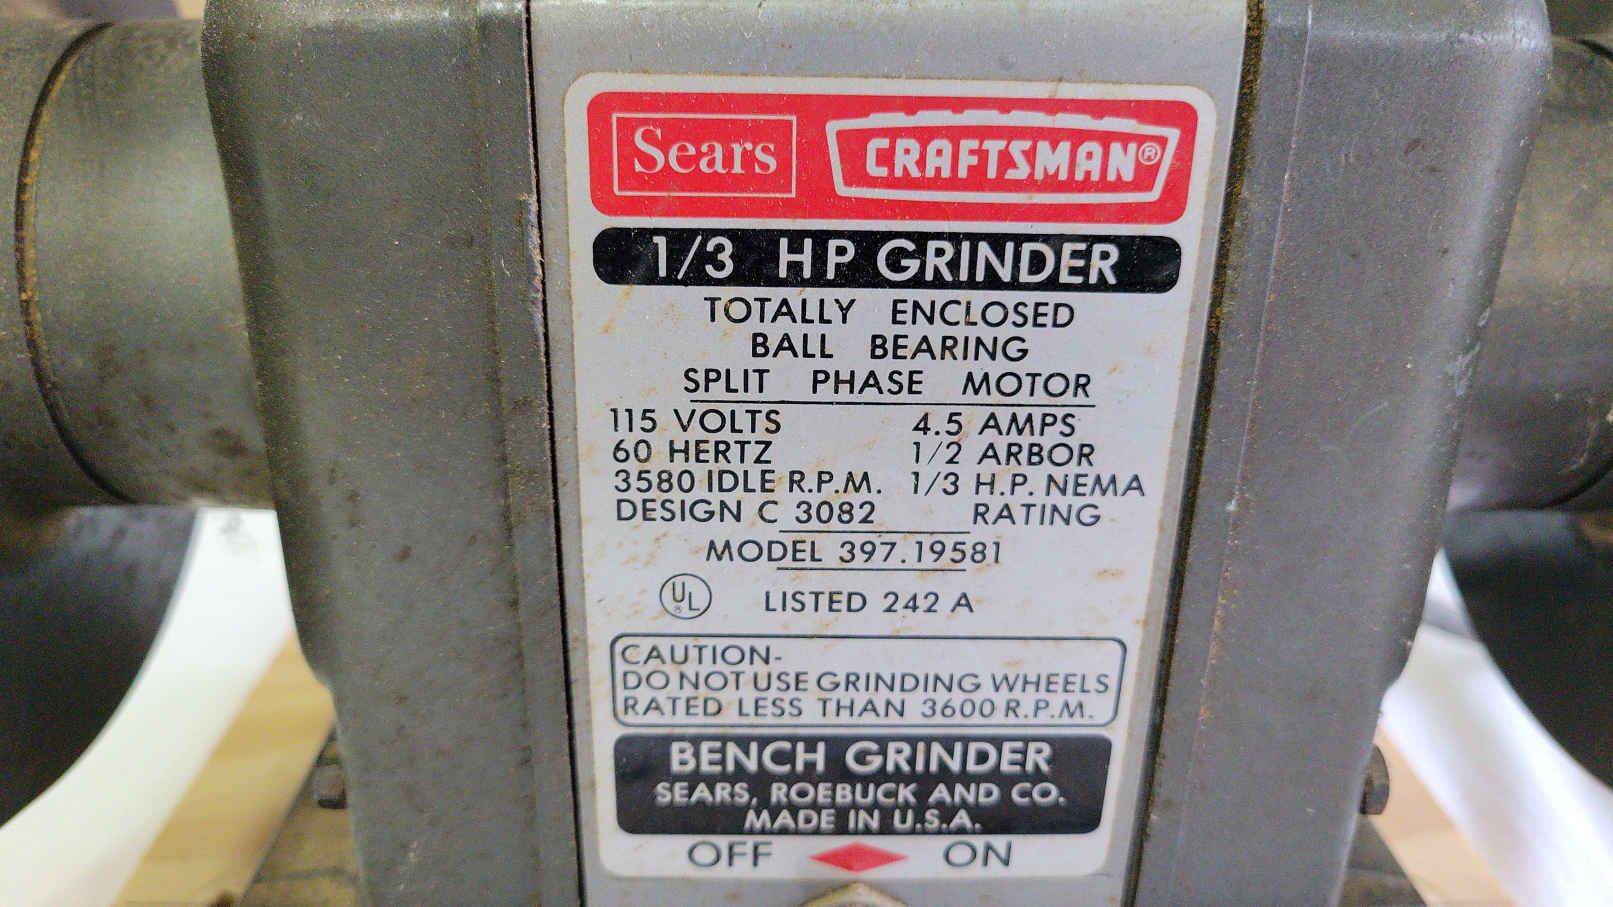 Sears CRAFTSMAN®
1/3 HP GRINDER
TOTALLY ENCLOSED
BALL BEARING
SPLIT PHASE MOTOR
115 VOLTS 4.5 AMPS
60 HERTZ 1/2 ARBOR
3580 IDLE R.P.M. 1/3 H.P. NEMA
DESIGN C 3082 RATING
MODEL 397.19581
UL® LISTED 242 A
CAUTION-
DO NOT USE GRINDING WHEELS
RATED LESS THAN 3600 R.P.M.
BENCH GRINDER
SEARS, ROEBUCK AND CO.
MADE IN U.S.A.
OFF ON